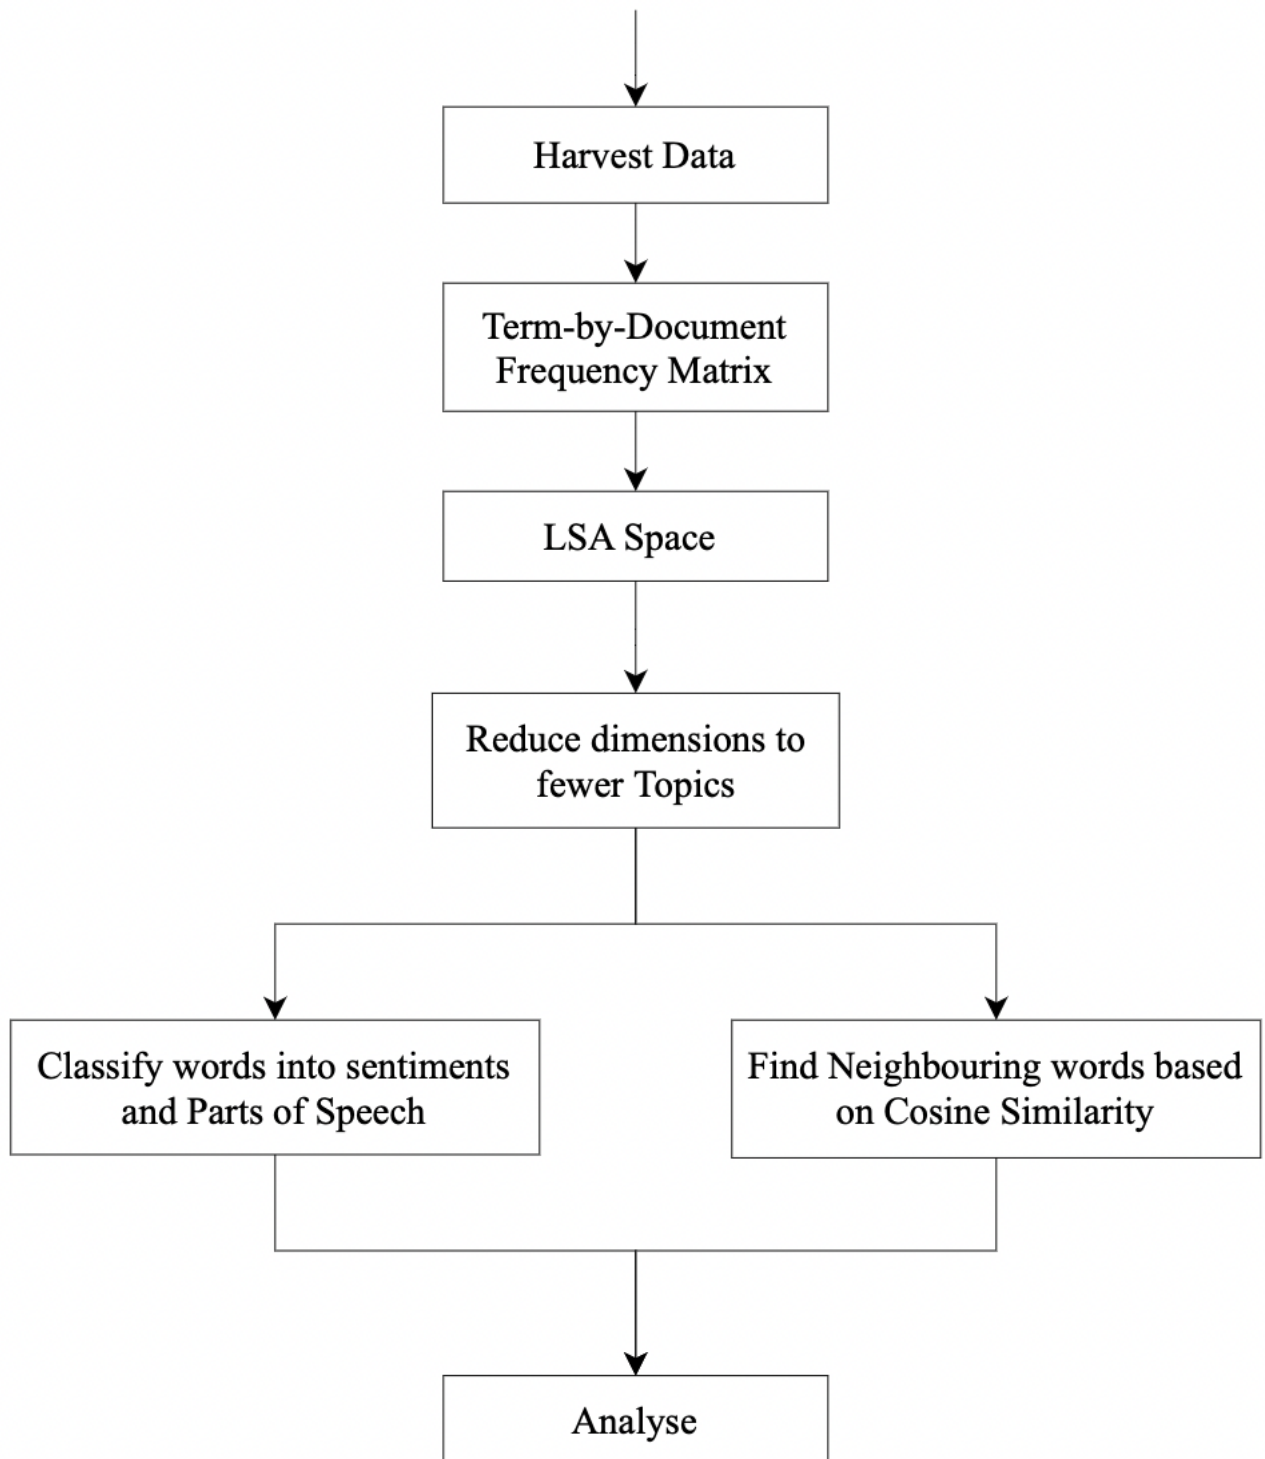 Harvest Data
Term-by-Document
Frequency Matrix
LSA Space
Reduce dimensions to
fewer Topics
Classify words into sentiments
and Parts of Speech
Find Neighbouring words based
on Cosine Similarity
Analyse